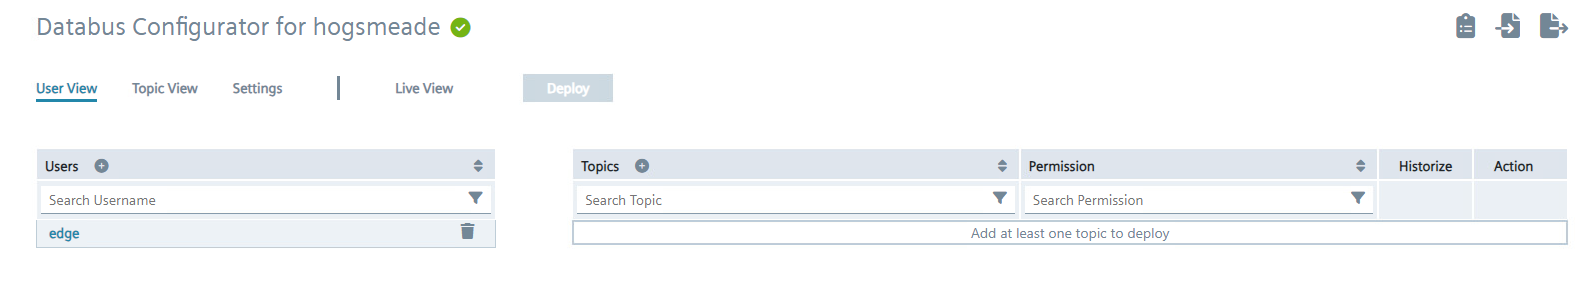 Databus Configurator for hogsmeade
User View Topic View Settings Live View Deploy
Users Topics Permission Historize Action
Search Username Search Topic Search Permission
edge Add at least one topic to deploy